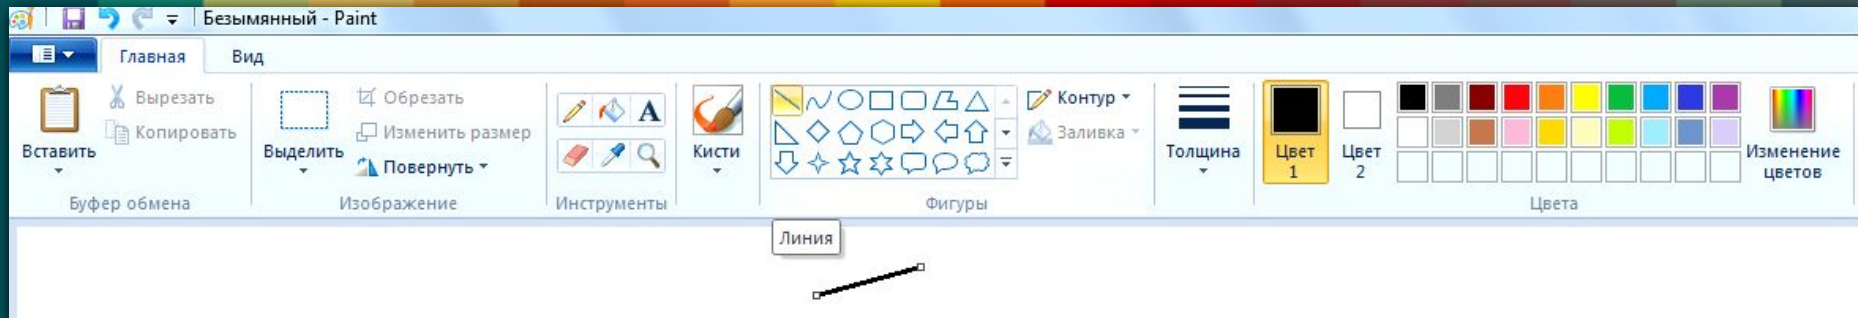 Безымянный - Paint
Главная
Вид
Вставить
Вырезать
Копировать
Буфер обмена
Выделить
Обрезать
Изменить размер
Повернуть
Изображение
A
Инструменты
Кисти
Контур
Заливка
Фигуры
Толщина
Цвет
1
Цвет
2
Изменение
цветов
Цвета
Линия